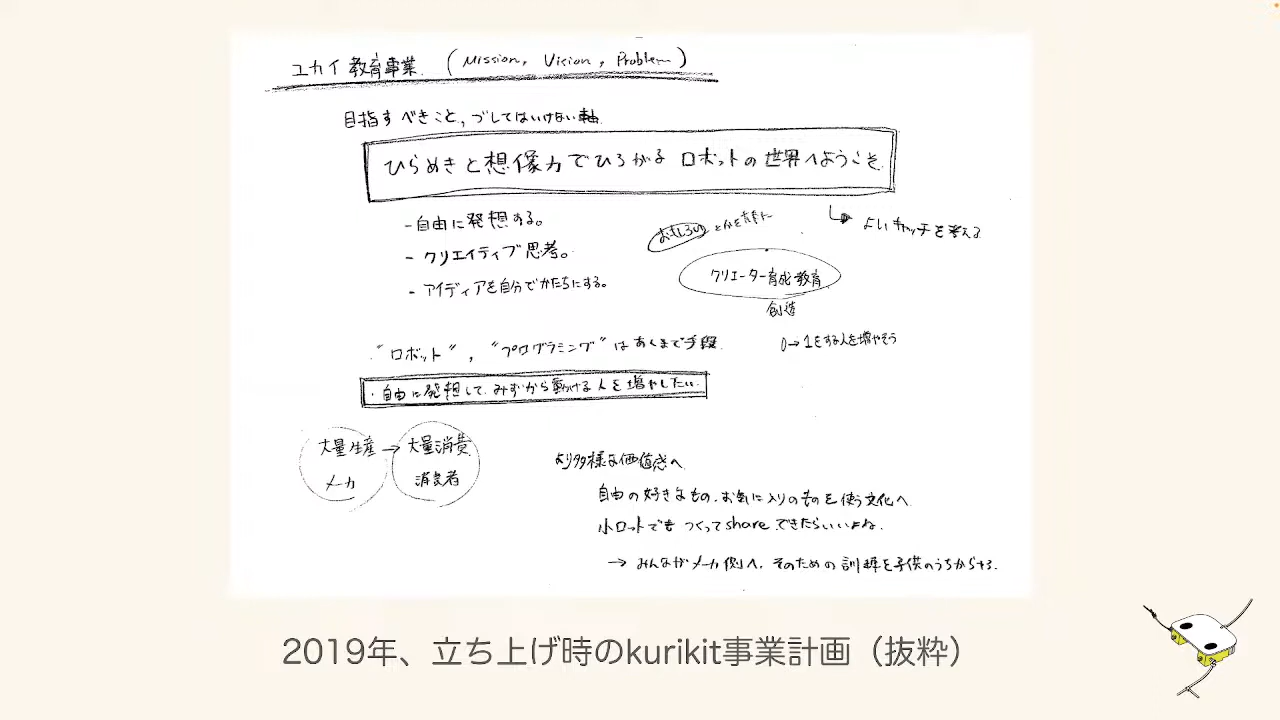 ユカイ教育事業. (Mission, Vision, Problem)
目指すべきこと, ブレてはいけない軸
ひらめきと想像力でひろがる ロボットの世界へようこそ.
よいキャッチを考える
- 自由に発想する。
- クリエイティブ思考。
- アイディアを自分でかたちにする。
おもしろい
クリエーター育成教育
創造
0→1をする人を増やそう
・"ロボット", "プログラミング"はあくまで手段.
・自由に発想して、みずから動ける人を増やしたい.
大量生産 → 大量消費
メーカ 消費者
より多様な価値感へ
自由の好きなもの、お気に入りのものを使う文化へ
小ロットでも つくってshareできたらいいよね.
→ みんながメーカ側へ. そのための訓練を子供のうちからする.
2019年、立ち上げ時のkurikit事業計画（抜粋）